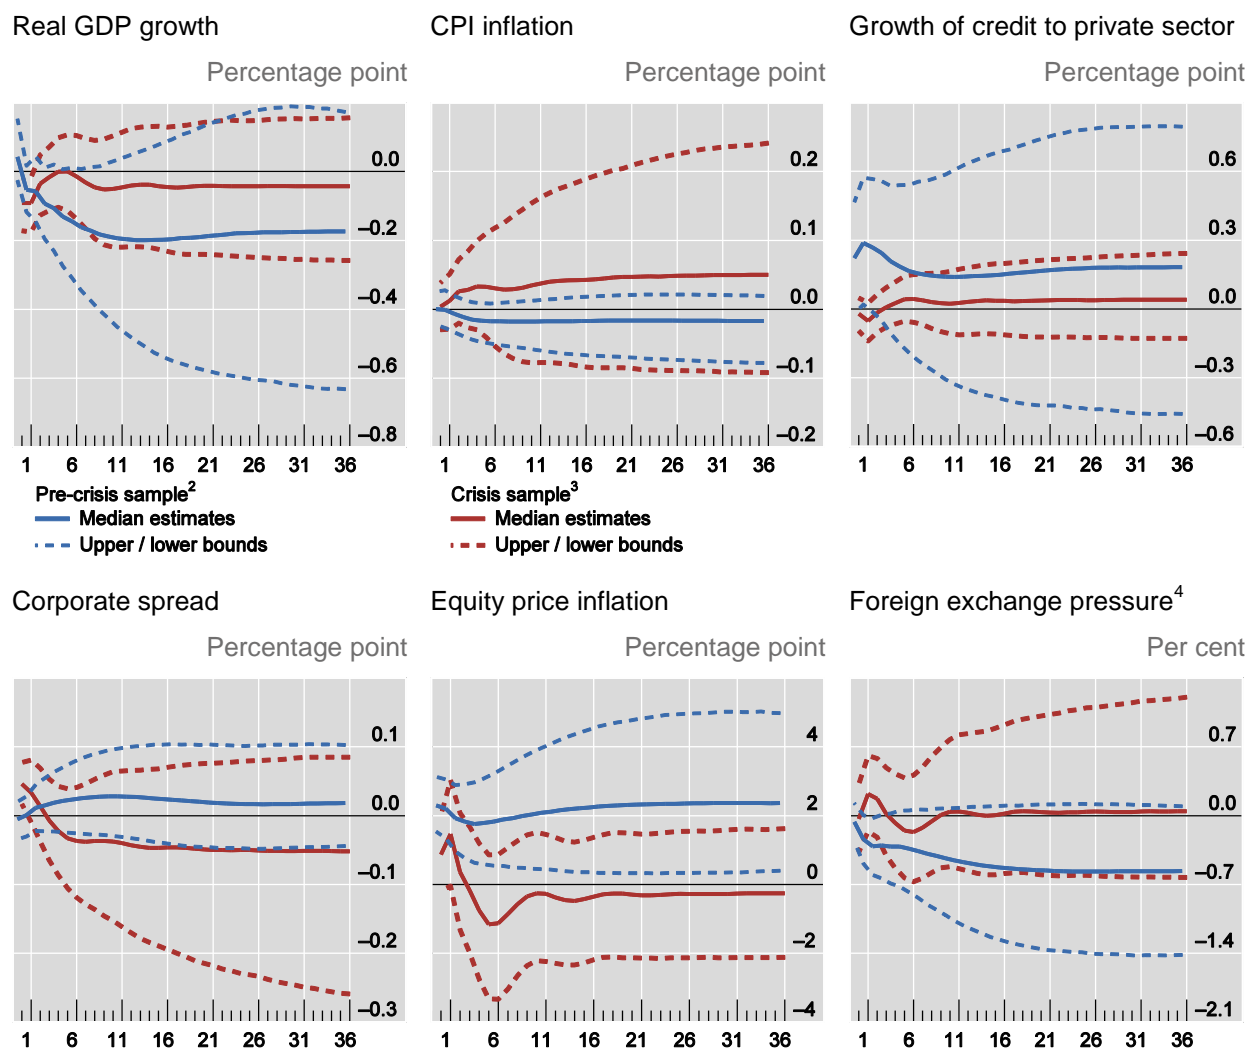 Real GDP growth
CPI inflation
Growth of credit to private sector
Percentage point
Percentage point
Percentage point
0.0
–0.2
–0.4
–0.6
–0.8
0.2
0.1
0.0
–0.1
–0.2
0.6
0.3
0.0
–0.3
–0.6
1 6 11 16 21 26 31 36
1 6 11 16 21 26 31 36
1 6 11 16 21 26 31 36
Pre-crisis sample²
Median estimates
Upper / lower bounds
Crisis sample³
Median estimates
Upper / lower bounds
Corporate spread
Equity price inflation
Foreign exchange pressure⁴
Percentage point
Percentage point
Per cent
0.1
0.0
–0.1
–0.2
–0.3
4
2
0
–2
–4
0.7
0.0
–0.7
–1.4
–2.1
1 6 11 16 21 26 31 36
1 6 11 16 21 26 31 36
1 6 11 16 21 26 31 36